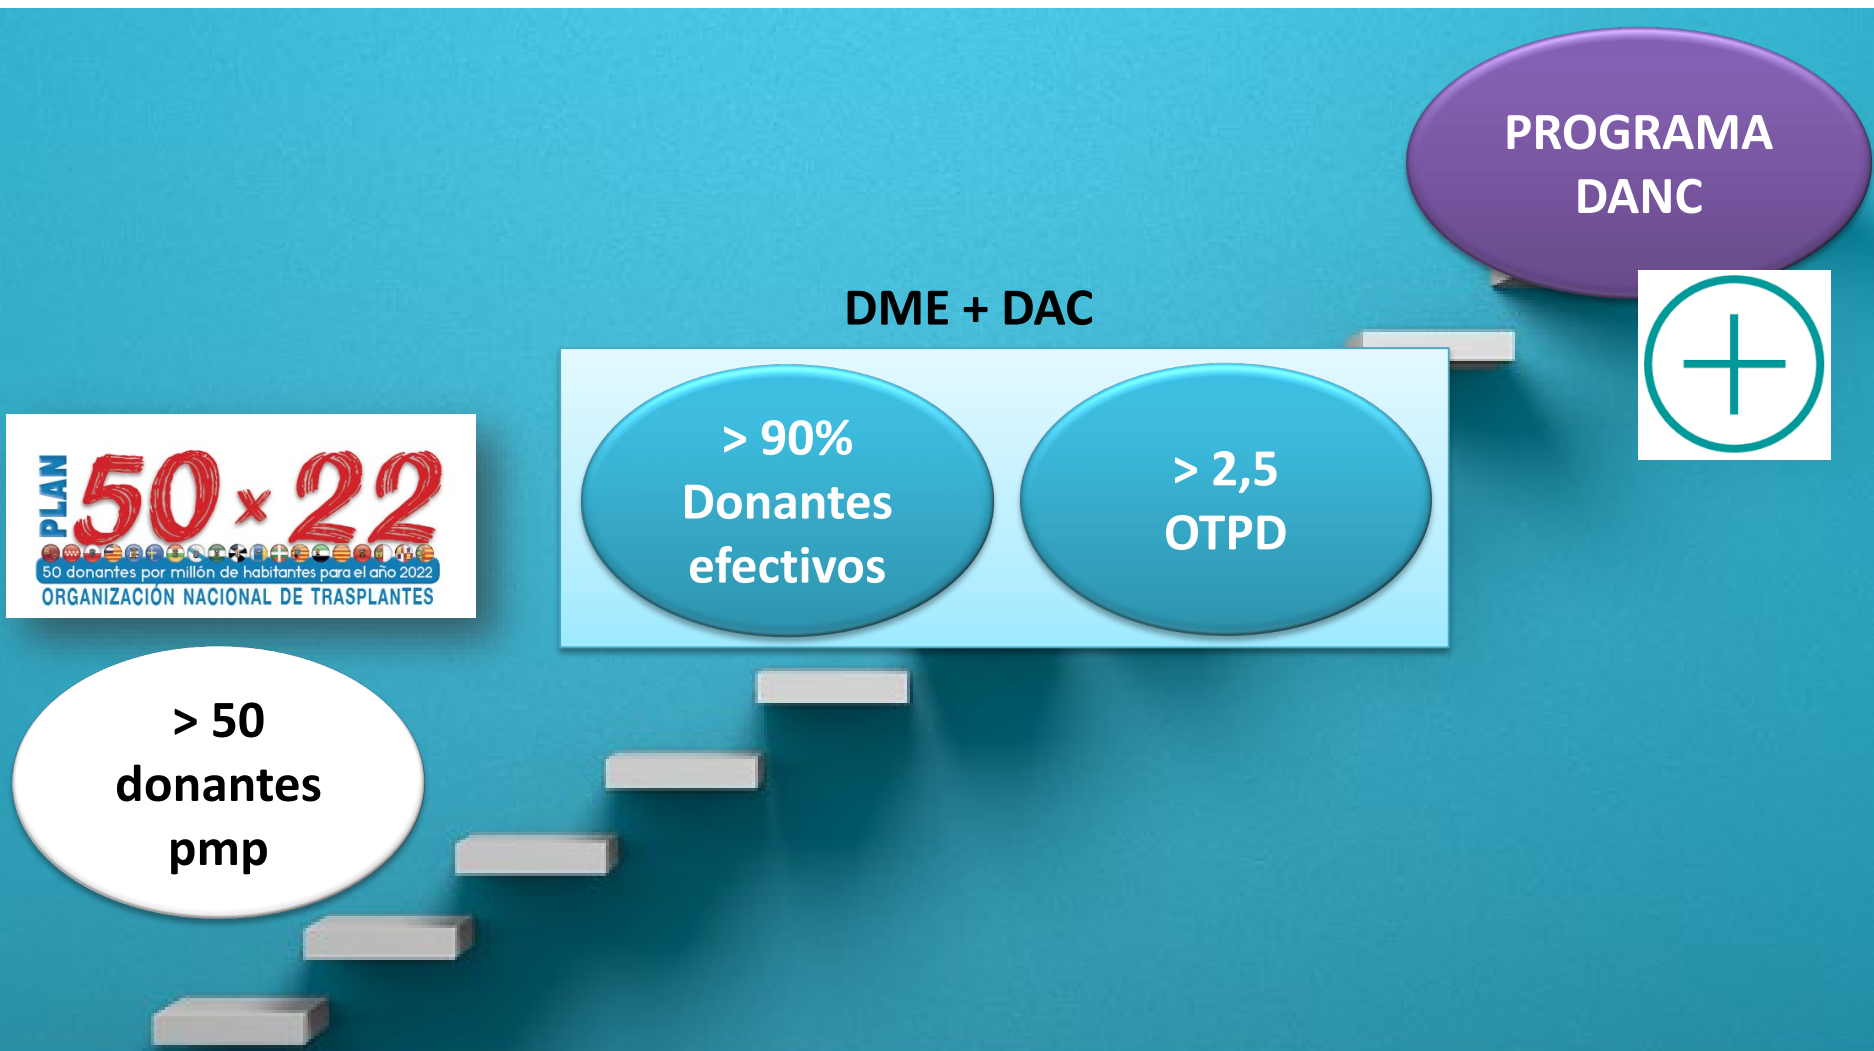 PROGRAMA
DANC
DME + DAC
> 90%
Donantes
efectivos
> 2,5
OTPD
PLAN
50 x 22
50 donantes por millón de habitantes para el año 2022
ORGANIZACIÓN NACIONAL DE TRASPLANTES
> 50
donantes
pmp